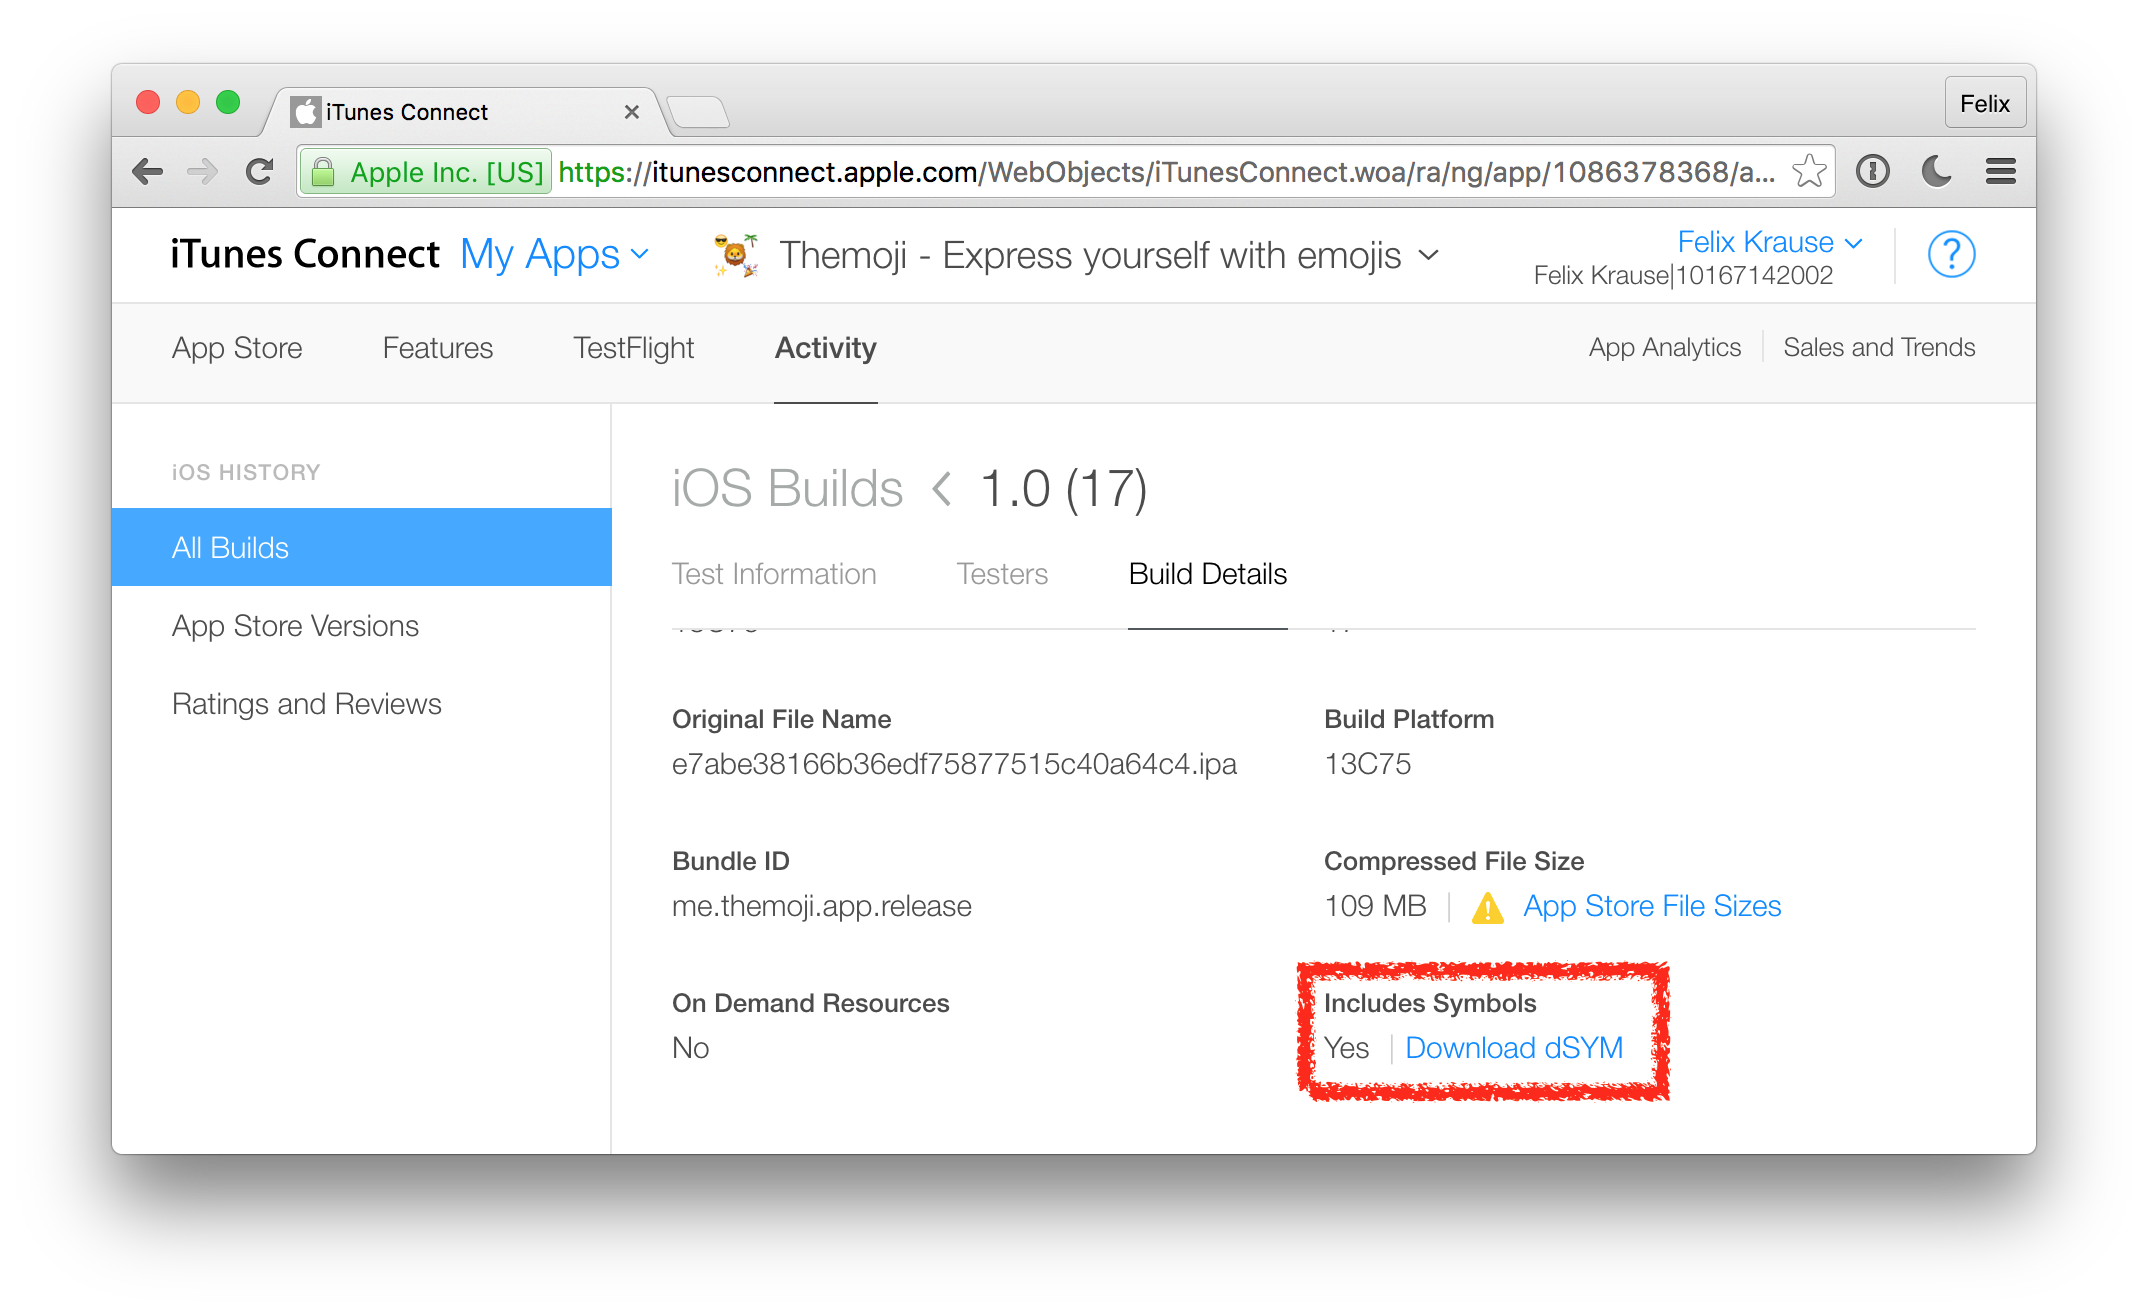 iTunes Connect
Felix
Apple Inc. [US] https://itunesconnect.apple.com/WebObjects/iTunesConnect.woa/ra/ng/app/1086378368/a...
iTunes Connect My Apps Themoji - Express yourself with emojis Felix Krause
Felix Krause|10167142002
?
App Store Features TestFlight Activity App Analytics Sales and Trends
iOS HISTORY
All Builds
App Store Versions
Ratings and Reviews
iOS Builds < 1.0 (17)
Test Information Testers Build Details
Original File Name
e7abe38166b36edf75877515c40a64c4.ipa
Build Platform
13C75
Bundle ID
me.themoji.app.release
Compressed File Size
109 MB App Store File Sizes
On Demand Resources
No
Includes Symbols
Yes Download dSYM